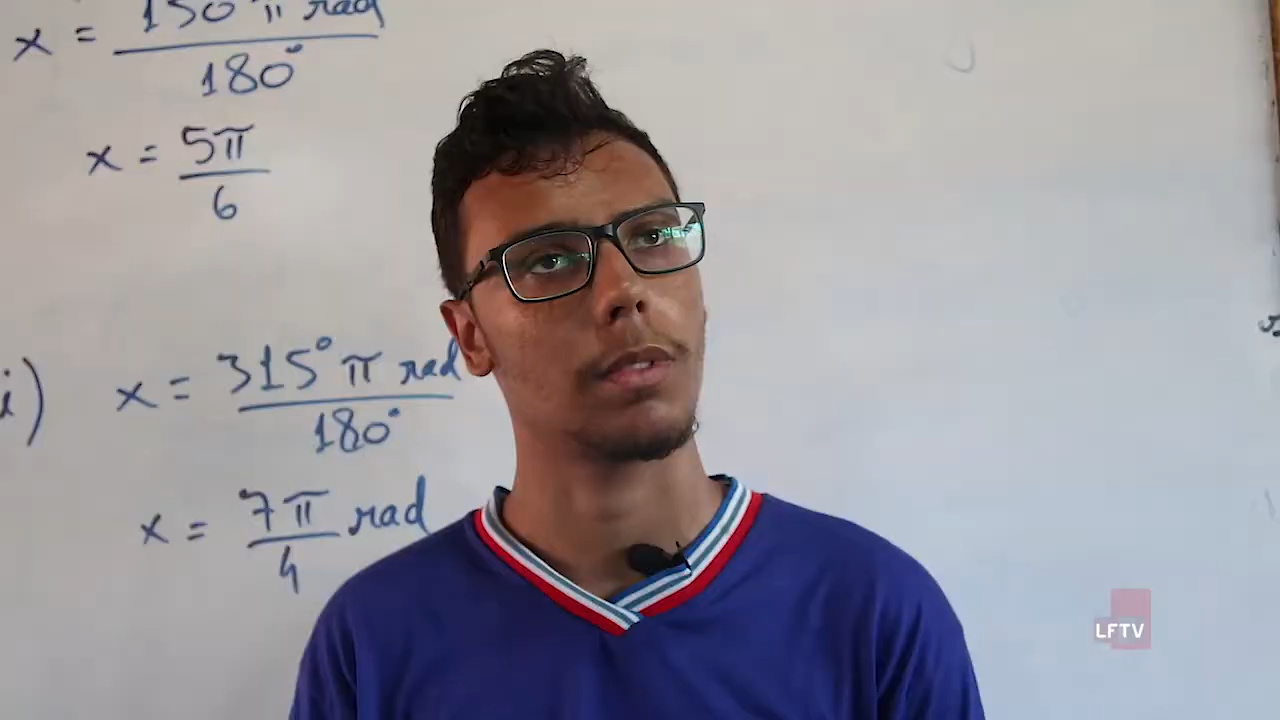 x = 150°π rad / 180°
x = 5π / 6
i) x = 315°π rad / 180°
x = 7π / 4 rad
LFTV